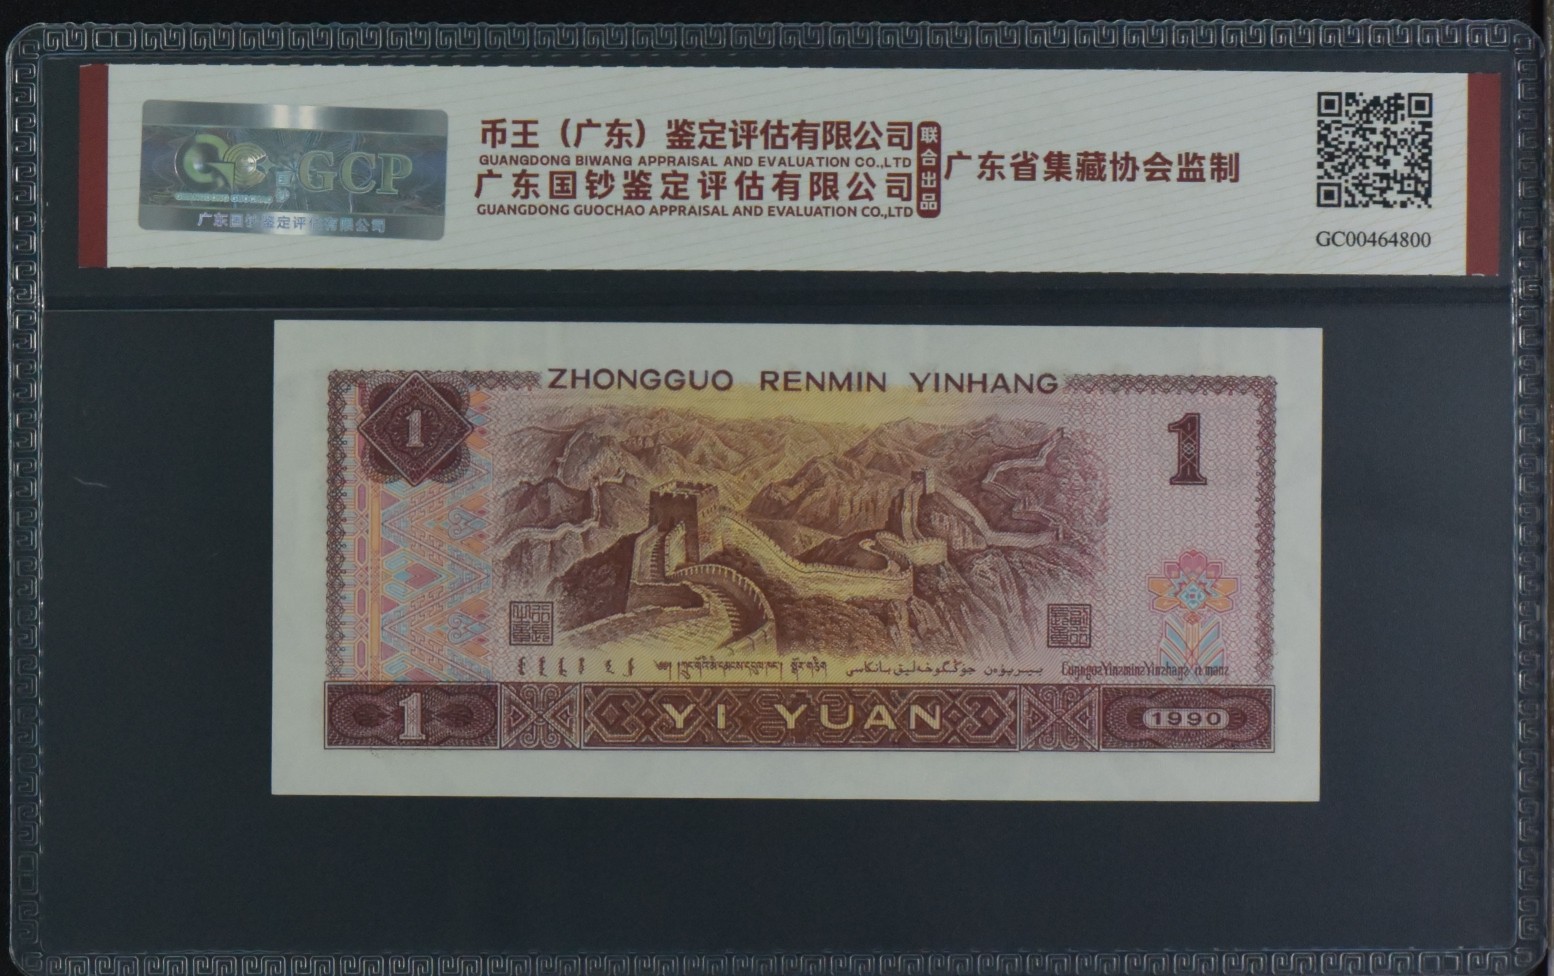 GCP
广东国钞鉴定评估有限公司
币王（广东）鉴定评估有限公司
GUANGDONG BIWANG APPRAISAL AND EVALUATION CO.,LTD
广东国钞鉴定评估有限公司
GUANGDONG GUOCHAO APPRAISAL AND EVALUATION CO.,LTD
联合出品
广东省集藏协会监制
GC00464800
ZHONGGUO RENMIN YINHANG
1
1
YI YUAN
1
1990